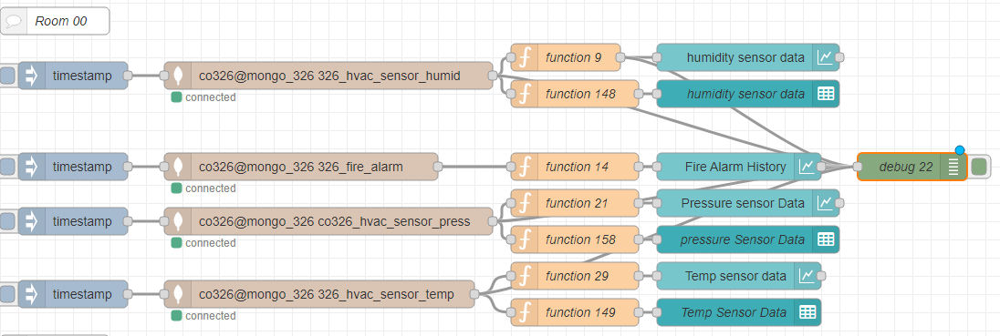 Room 00
timestamp
co326@mongo_326 326_hvac_sensor_humid
connected
function 9
humidity sensor data
function 148
humidity sensor data
timestamp
co326@mongo_326 326_fire_alarm
connected
function 14
Fire Alarm History
debug 22
timestamp
co326@mongo_326 co326_hvac_sensor_press
connected
function 21
Pressure sensor Data
function 158
pressure Sensor Data
timestamp
co326@mongo_326 326_hvac_sensor_temp
connected
function 29
Temp sensor data
function 149
Temp Sensor Data